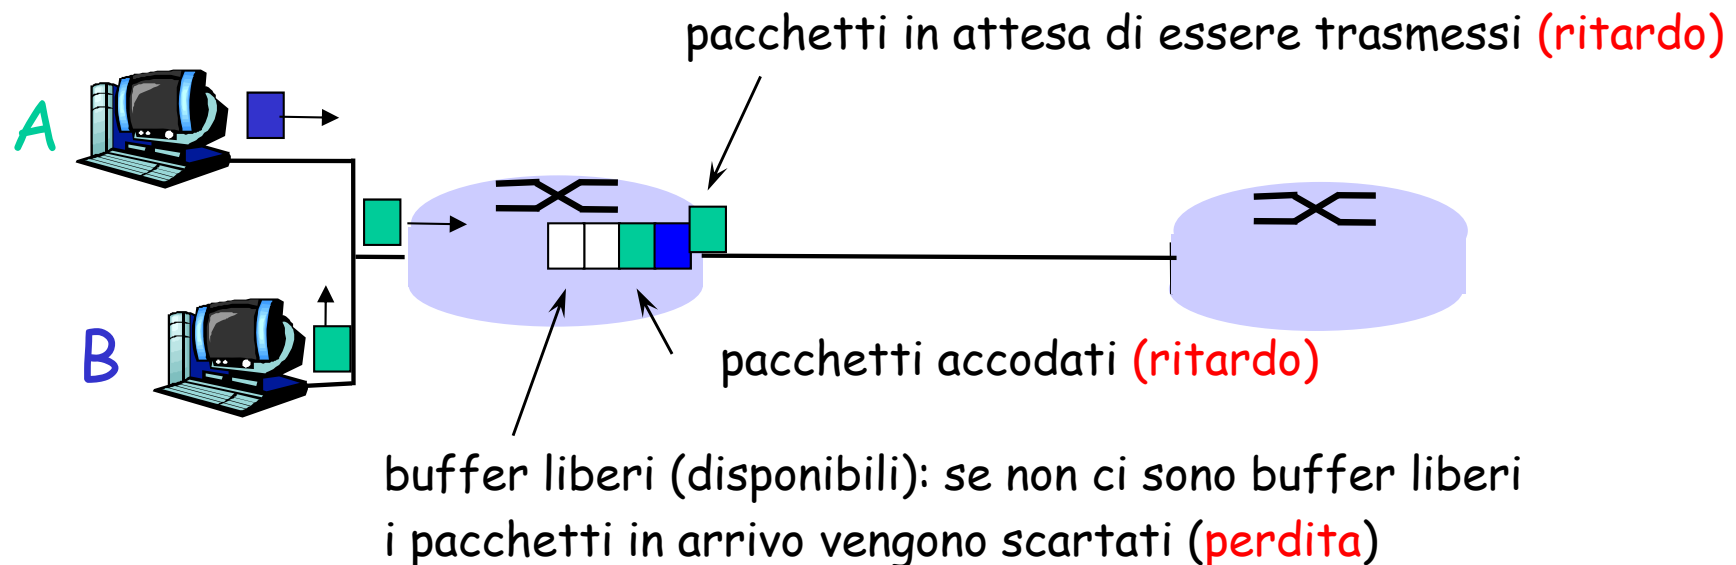 pacchetti in attesa di essere trasmessi (ritardo)
A
B
pacchetti accodati (ritardo)
buffer liberi (disponibili): se non ci sono buffer liberi
i pacchetti in arrivo vengono scartati (perdita)